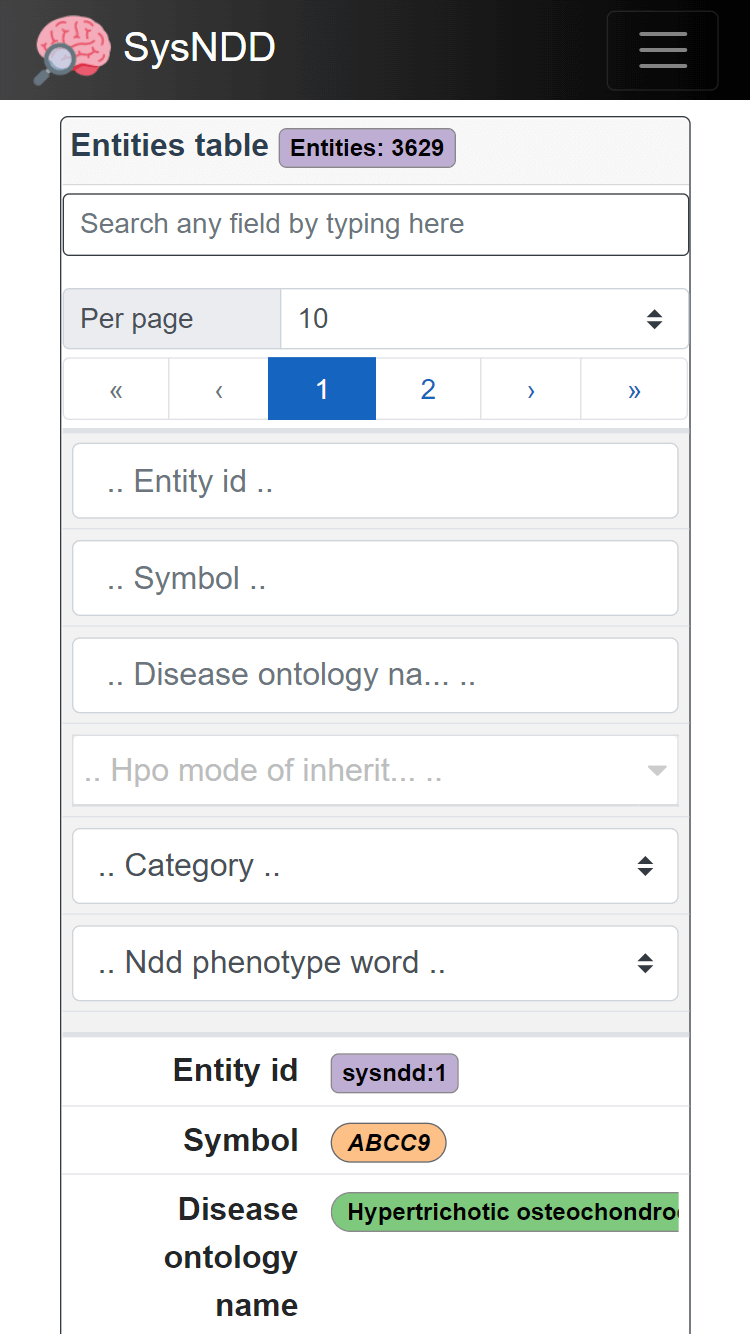 SysNDD
Entities table Entities: 3629
Search any field by typing here
Per page 10
« ‹ 1 2 › »
.. Entity id ..
.. Symbol ..
.. Disease ontology na... ..
.. Hpo mode of inherit... ..
.. Category ..
.. Ndd phenotype word ..
Entity id sysndd:1
Symbol ABCC9
Disease Hypertrichotic osteochondro
ontology
name